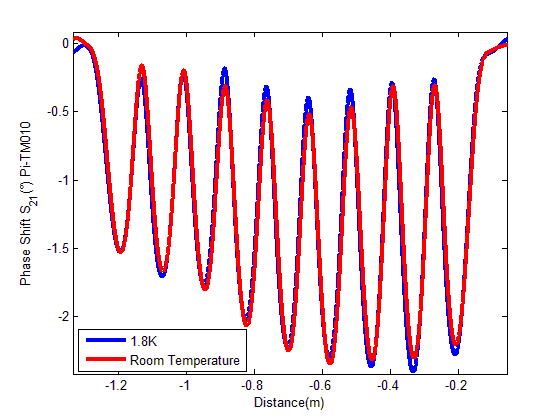 0
-0.5
-1
-1.5
-2
Phase Shift S21(°) Pi-TM010
1.8K
Room Temperature
-1.2 -1 -0.8 -0.6 -0.4 -0.2
Distance(m)